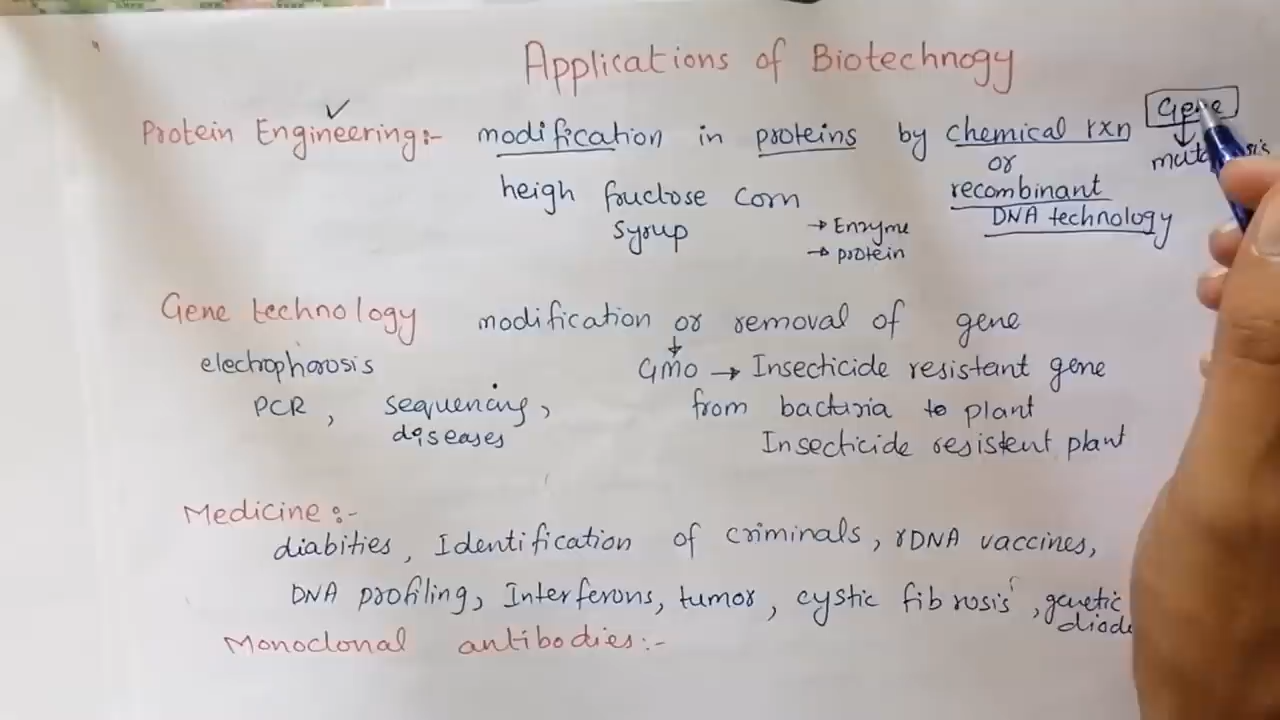 Applications of Biotechnogy
Protein Engineering:- modification in proteins by chemical rxn
Gene
or
heigh fructose corn
syrup
recombinant
DNA technology
→ Enzyme
→ protein
Gene technology modification or removal of gene
electrophorosis
GMO → Insecticide resistant gene
PCR, sequencing,
from bacteria to plant
diseases
Insecticide resistent plant
Medicine :-
diabities, Identification of criminals, rDNA vaccines,
DNA profiling, Interferons, tumor, cystic fibrosis, genetic
Monoclonal antibodies:-